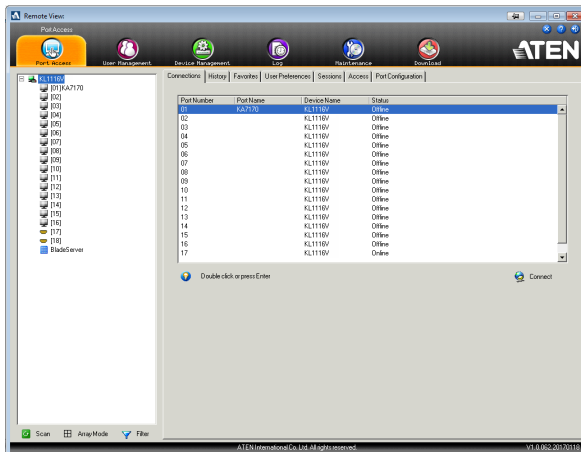 Remote View:
PortAccess
Port Access
User Management
Device Management
Log
Maintenance
Download
ATEN
KL1116V
[01]KA7170
[02]
[03]
[04]
[05]
[06]
[07]
[08]
[09]
[10]
[11]
[12]
[13]
[14]
[15]
[16]
[17]
[18]
BladeServer
Connections History Favorites User Preferences Sessions Access Port Configuration
Port Number Port Name Device Name Status
01 KA7170 KL1116V Offline
02 KL1116V Offline
03 KL1116V Offline
04 KL1116V Offline
05 KL1116V Offline
06 KL1116V Offline
07 KL1116V Offline
08 KL1116V Offline
09 KL1116V Offline
10 KL1116V Offline
11 KL1116V Offline
12 KL1116V Offline
13 KL1116V Offline
14 KL1116V Offline
15 KL1116V Online
16 KL1116V Offline
17 KL1116V Online
Double click or press Enter
Connect
Scan Array Mode Filter
ATEN International Co. Ltd. All rights reserved.
V1.0.062.20170118